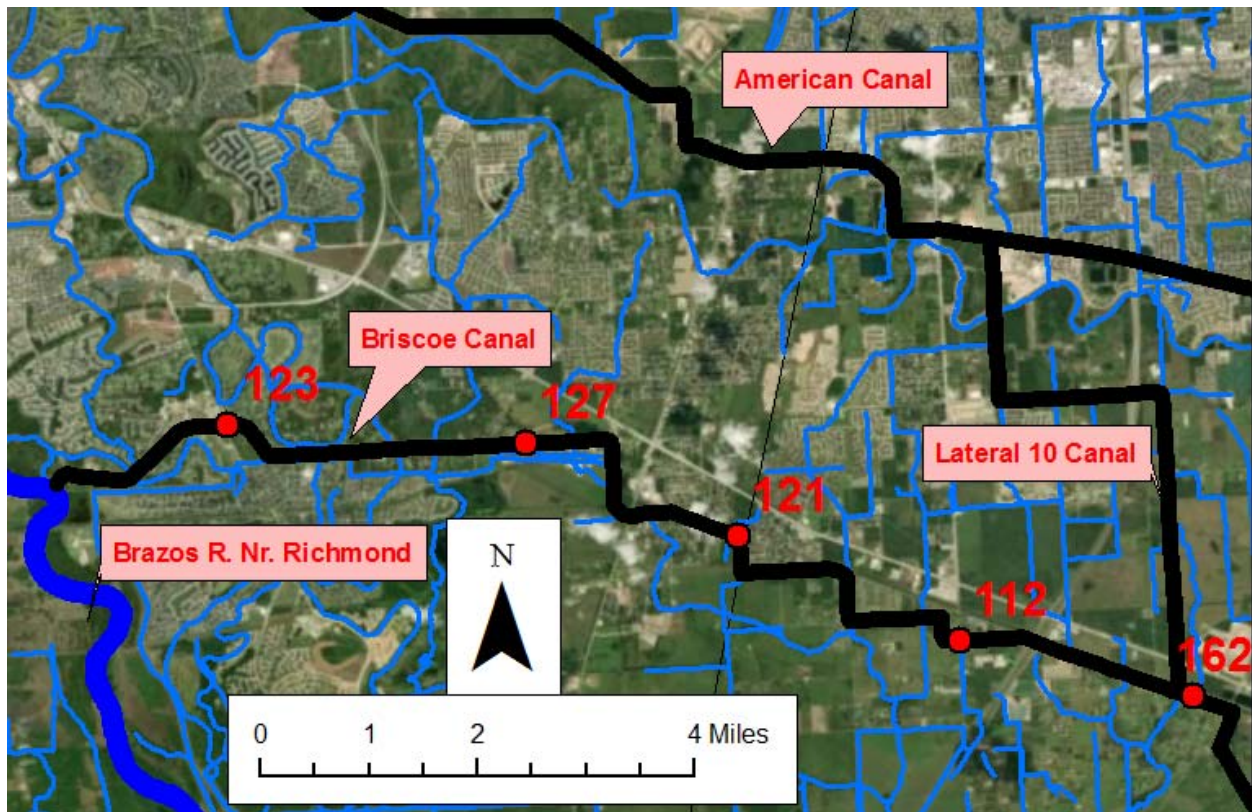 American Canal
Briscoe Canal
123
127
Lateral 10 Canal
121
Brazos R. Nr. Richmond
N
112
162
0 1 2 4 Miles